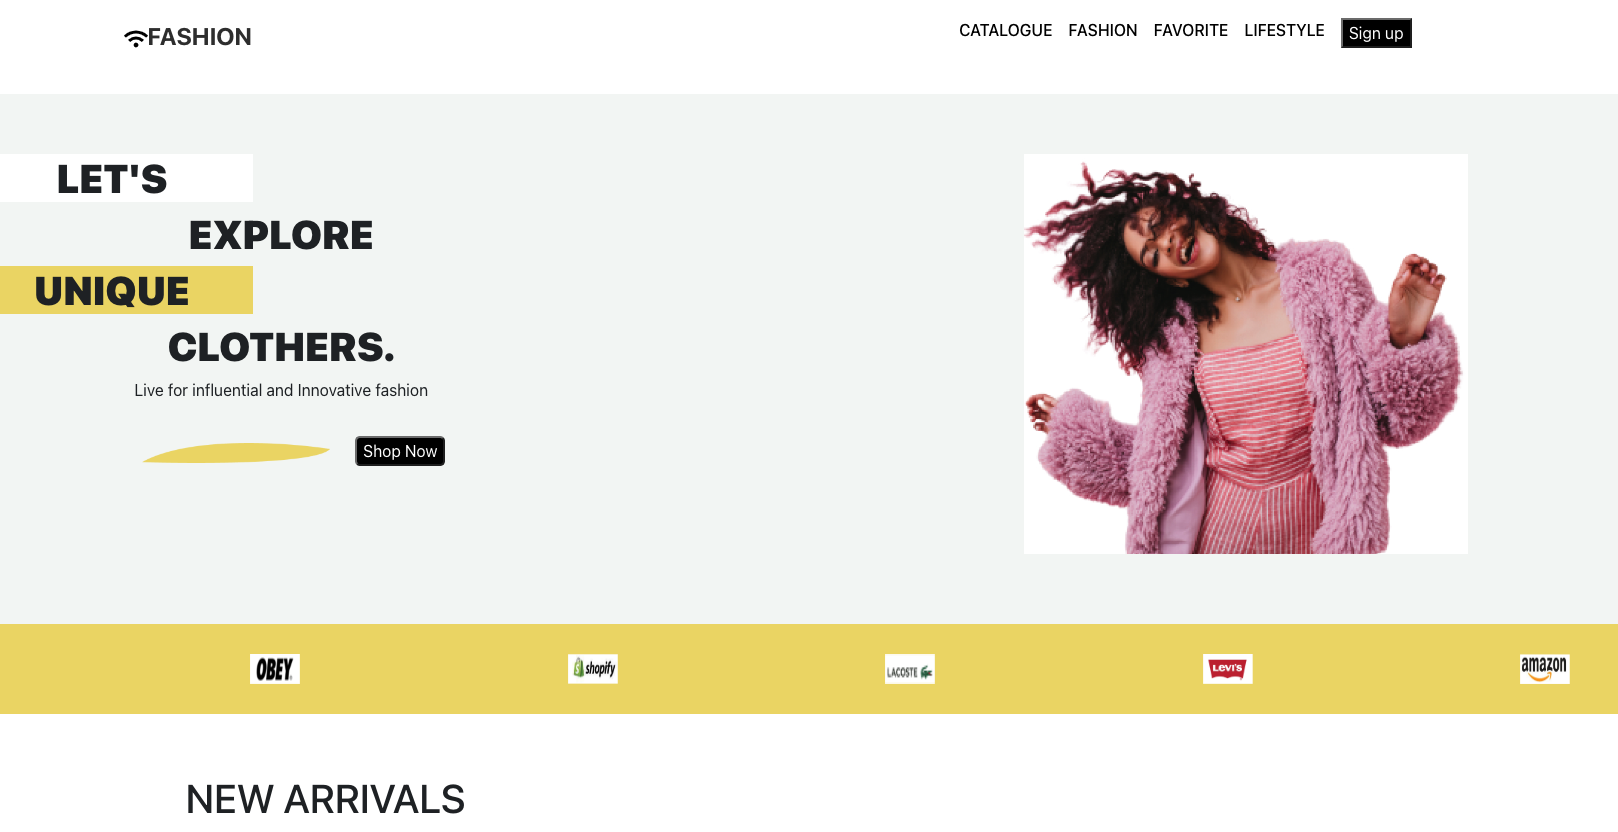 FASHION
CATALOGUE FASHION FAVORITE LIFESTYLE Sign up
LET'S
EXPLORE
UNIQUE
CLOTHERS.
Live for influential and Innovative fashion
Shop Now
OBEY
shopify
LACOSTE
LEVI'S
amazon
NEW ARRIVALS